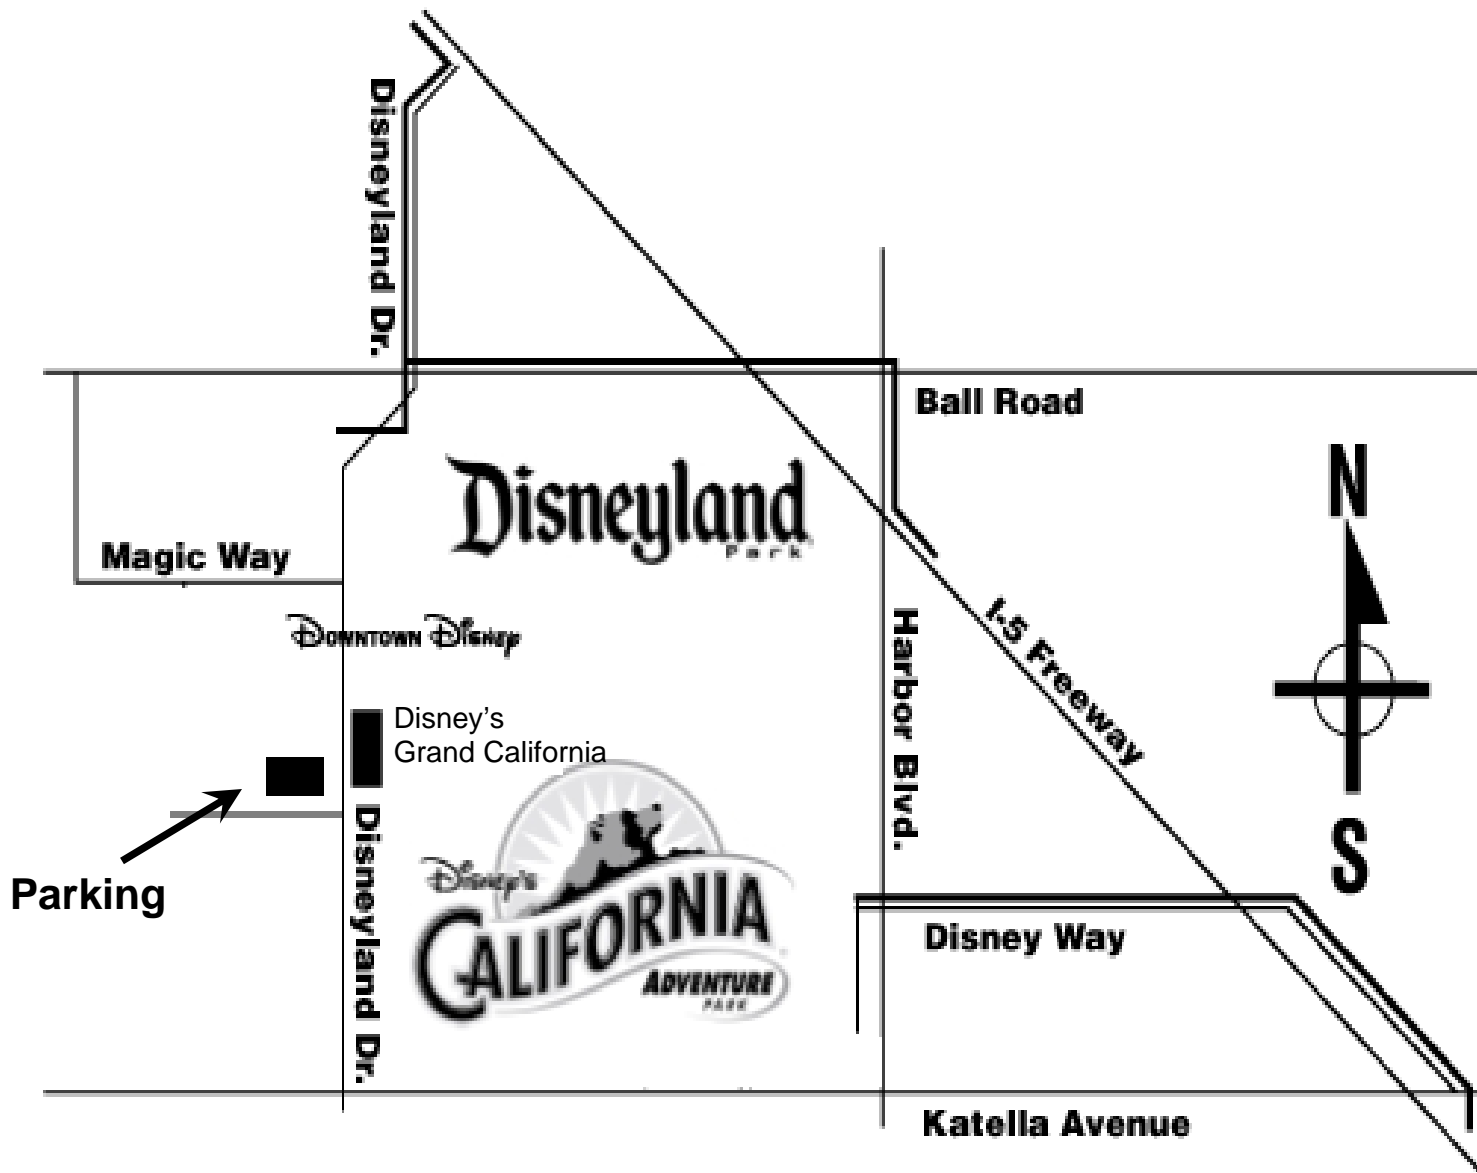 Disneyland Dr.
Ball Road
N
Disneyland
Park
Magic Way
I-5 Freeway
Harbor Blvd.
DOWNTOWN DISNEY
Disney's
Grand California
Disneyland Dr.
S
Parking
Disney's
CALIFORNIA
ADVENTURE
PARK
Disney Way
Katella Avenue